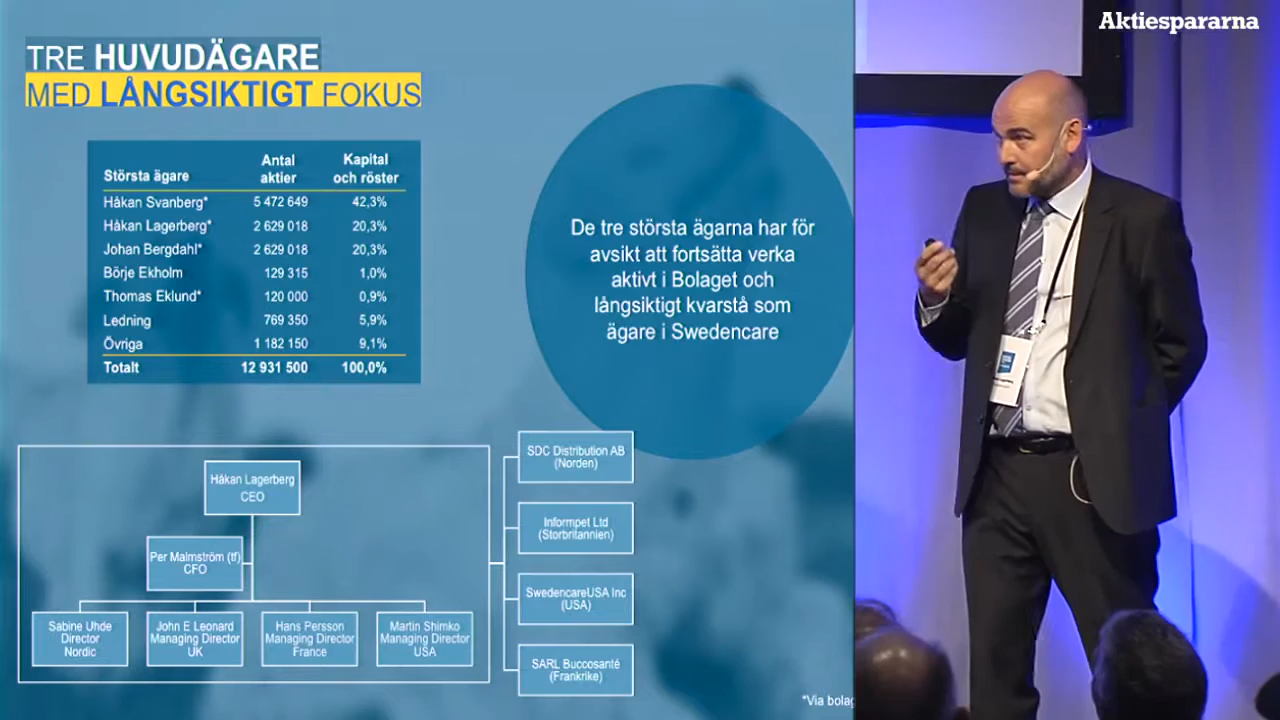 Aktiespararna
TRE HUVUDÄGARE
MED LÅNGSIKTIGT FOKUS
Största ägare Antal aktier Kapital och röster
Håkan Svanberg* 5 472 649 42,3%
Håkan Lagerberg* 2 629 018 20,3%
Johan Bergdahl* 2 629 018 20,3%
Börje Ekholm 129 315 1,0%
Thomas Eklund* 120 000 0,9%
Ledning 769 350 5,9%
Övriga 1 182 150 9,1%
Totalt 12 931 500 100,0%
De tre största ägarna har för
avsikt att fortsätta verka
aktivt i Bolaget och
långsiktigt kvarstå som
ägare i Swedencare
Håkan Lagerberg
CEO
Per Malmström (tf)
CFO
Sabine Uhde
Director
Nordic
John E Leonard
Managing Director
UK
Hans Persson
Managing Director
France
Martin Shimko
Managing Director
USA
SDC Distribution AB
(Norden)
Informpet Ltd
(Storbritannien)
SwedencareUSA Inc
(USA)
SARL Buccosanté
(Frankrike)
*Via bolag